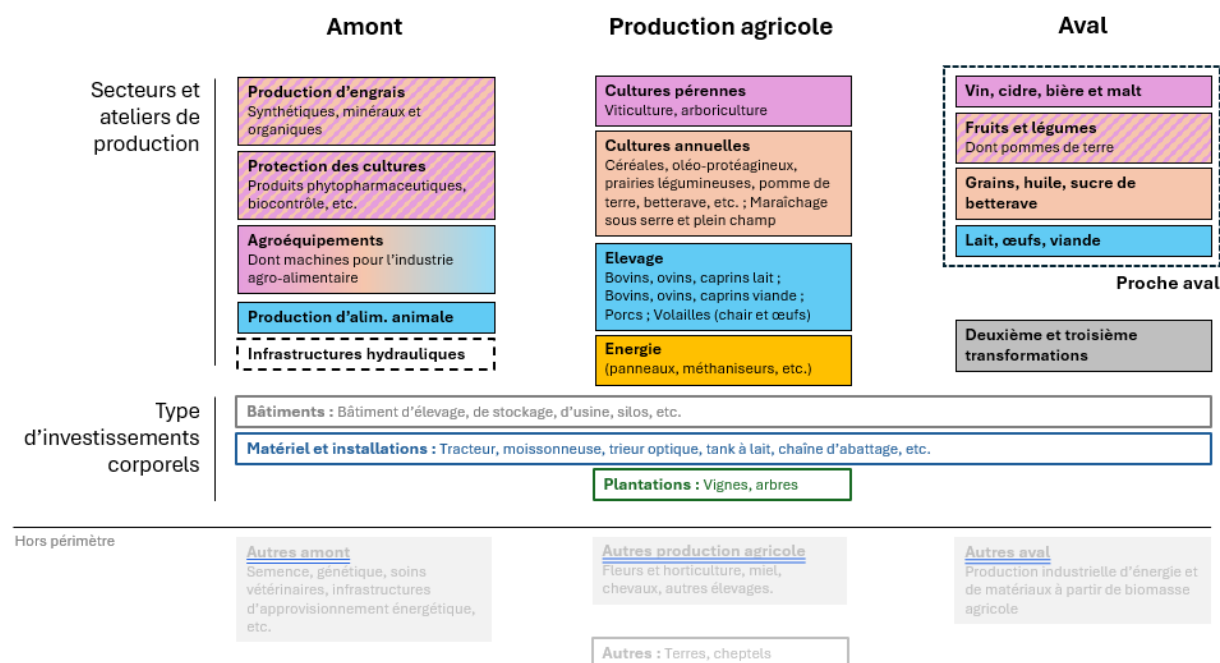 Amont
Production agricole
Aval
Secteurs et
ateliers de
production
Production d'engrais
Synthétiques, minéraux et
organiques
Protection des cultures
Produits phytopharmaceutiques,
biocontrôle, etc.
Agroéquipements
Dont machines pour l'industrie
agro-alimentaire
Production d'alim. animale
Infrastructures hydrauliques
Cultures pérennes
Viticulture, arboriculture
Cultures annuelles
Céréales, oléo-protéagineux,
prairies légumineuses, pomme de
terre, betterave, etc. ; Maraîchage
sous serre et plein champ
Elevage
Bovins, ovins, caprins lait ;
Bovins, ovins, caprins viande ;
Porcs ; Volailles (chair et œufs)
Energie
(panneaux, méthaniseurs, etc.)
Vin, cidre, bière et malt
Fruits et légumes
Dont pommes de terre
Grains, huile, sucre de
betterave
Lait, œufs, viande
Proche aval
Deuxième et troisième
transformations
Type
d'investissements
corporels
Bâtiments : Bâtiment d'élevage, de stockage, d'usine, silos, etc.
Matériel et installations : Tracteur, moissonneuse, trieur optique, tank à lait, chaîne d'abattage, etc.
Plantations : Vignes, arbres
Hors périmètre
Autres amont
Semence, génétique, soins
vétérinaires, infrastructures
d'approvisionnement énergétique,
etc.
Autres production agricole
Fleurs et horticulture, miel,
chevaux, autres élevages.
Autres : Terres, cheptels
Autres aval
Production industrielle d'énergie et
de matériaux à partir de biomasse
agricole